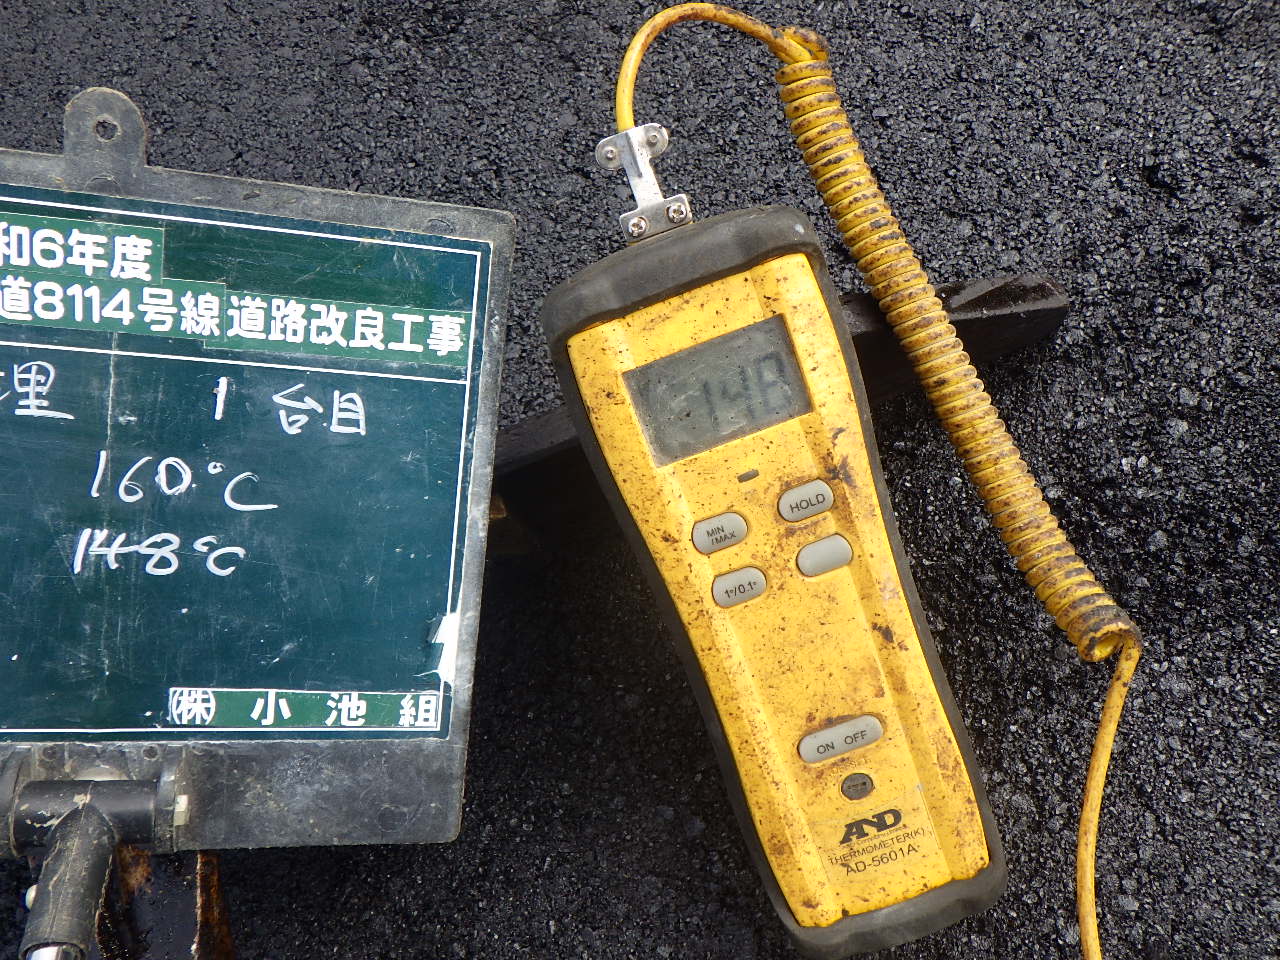 和6年度
道8114号線道路改良工事
理 1 台目
160℃
148℃
㈱ 小池組
148
HOLD
MIN
/MAX
1°/0.1°
ON OFF
AND
THERMOMETER(K)
AD-5601A